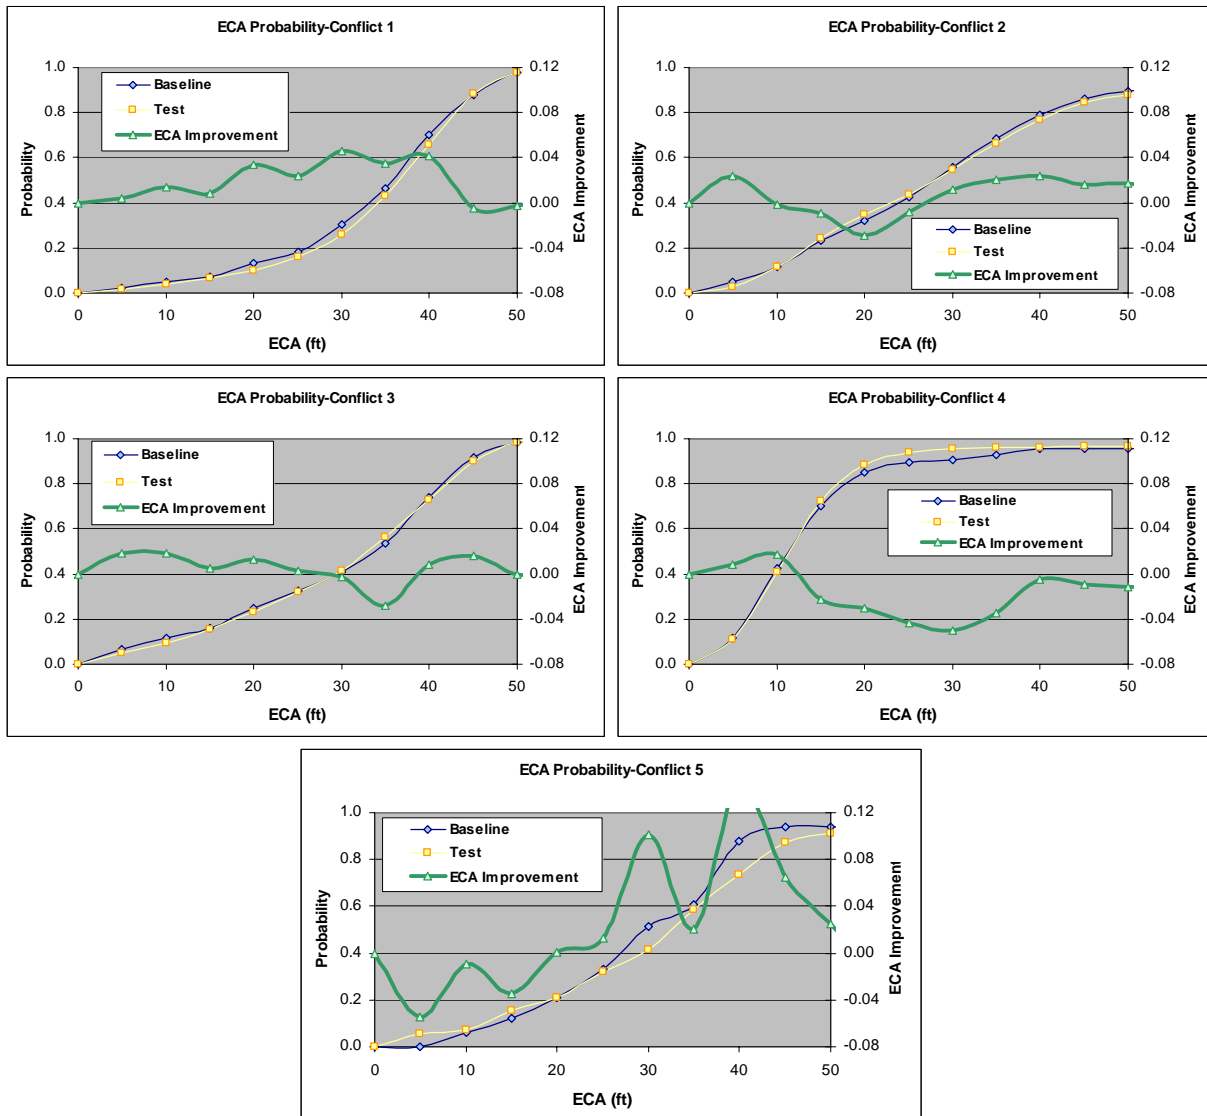 ECA Probability-Conflict 1
1.0
0.8
0.6
0.4
0.2
0.0
Probability
Baseline
Test
ECA Improvement
0.12
0.08
0.04
0.00
-0.04
-0.08
ECA Improvement
0 10 20 30 40 50
ECA (ft)
ECA Probability-Conflict 2
1.0
0.8
0.6
0.4
0.2
0.0
Probability
Baseline
Test
ECA Improvement
0.12
0.08
0.04
0.00
-0.04
-0.08
ECA Improvement
0 10 20 30 40 50
ECA (ft)
ECA Probability-Conflict 3
1.0
0.8
0.6
0.4
0.2
0.0
Probability
Baseline
Test
ECA Improvement
0.12
0.08
0.04
0.00
-0.04
-0.08
ECA Improvement
0 10 20 30 40 50
ECA (ft)
ECA Probability-Conflict 4
1.0
0.8
0.6
0.4
0.2
0.0
Probability
Baseline
Test
ECA Improvement
0.12
0.08
0.04
0.00
-0.04
-0.08
ECA Improvement
0 10 20 30 40 50
ECA (ft)
ECA Probability-Conflict 5
1.0
0.8
0.6
0.4
0.2
0.0
Probability
Baseline
Test
ECA Improvement
0.12
0.08
0.04
0.00
-0.04
-0.08
ECA Improvement
0 10 20 30 40 50
ECA (ft)